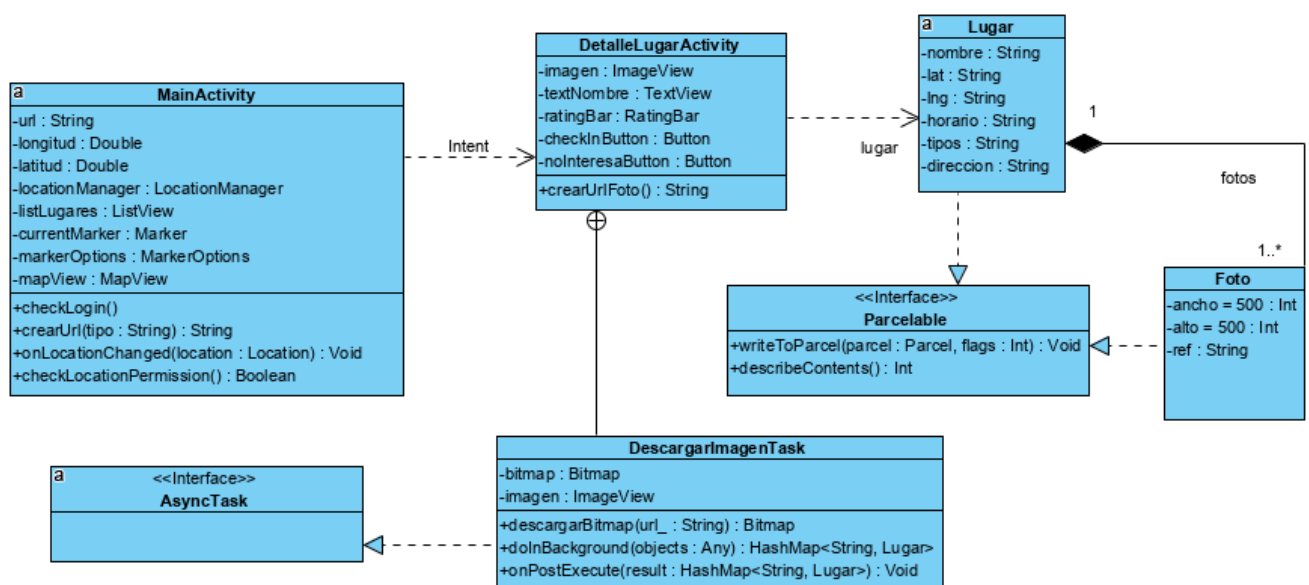 a
MainActivity
-url : String
-longitud : Double
-latitud : Double
-locationManager : LocationManager
-listLugares : ListView
-currentMarker : Marker
-markerOptions : MarkerOptions
-mapView : MapView
+checkLogin()
+crearUrl(tipo : String) : String
+onLocationChanged(location : Location) : Void
+checkLocationPermission() : Boolean
Intent
DetalleLugarActivity
-imagen : ImageView
-textNombre : TextView
-ratingBar : RatingBar
-checkInButton : Button
-noInteresaButton : Button
+crearUrlFoto() : String
lugar
a
Lugar
-nombre : String
-lat : String
-lng : String
-horario : String
-tipos : String
-direccion : String
1
fotos
1..*
<<Interface>>
Parcelable
+writeToParcel(parcel : Parcel, flags : Int) : Void
+describeContents() : Int
Foto
-ancho = 500 : Int
-alto = 500 : Int
-ref : String
a
<<Interface>>
AsyncTask
DescargarImagenTask
-bitmap : Bitmap
-imagen : ImageView
+descargarBitmap(url_ : String) : Bitmap
+doInBackground(objects : Any) : HashMap<String, Lugar>
+onPostExecute(result : HashMap<String, Lugar>) : Void